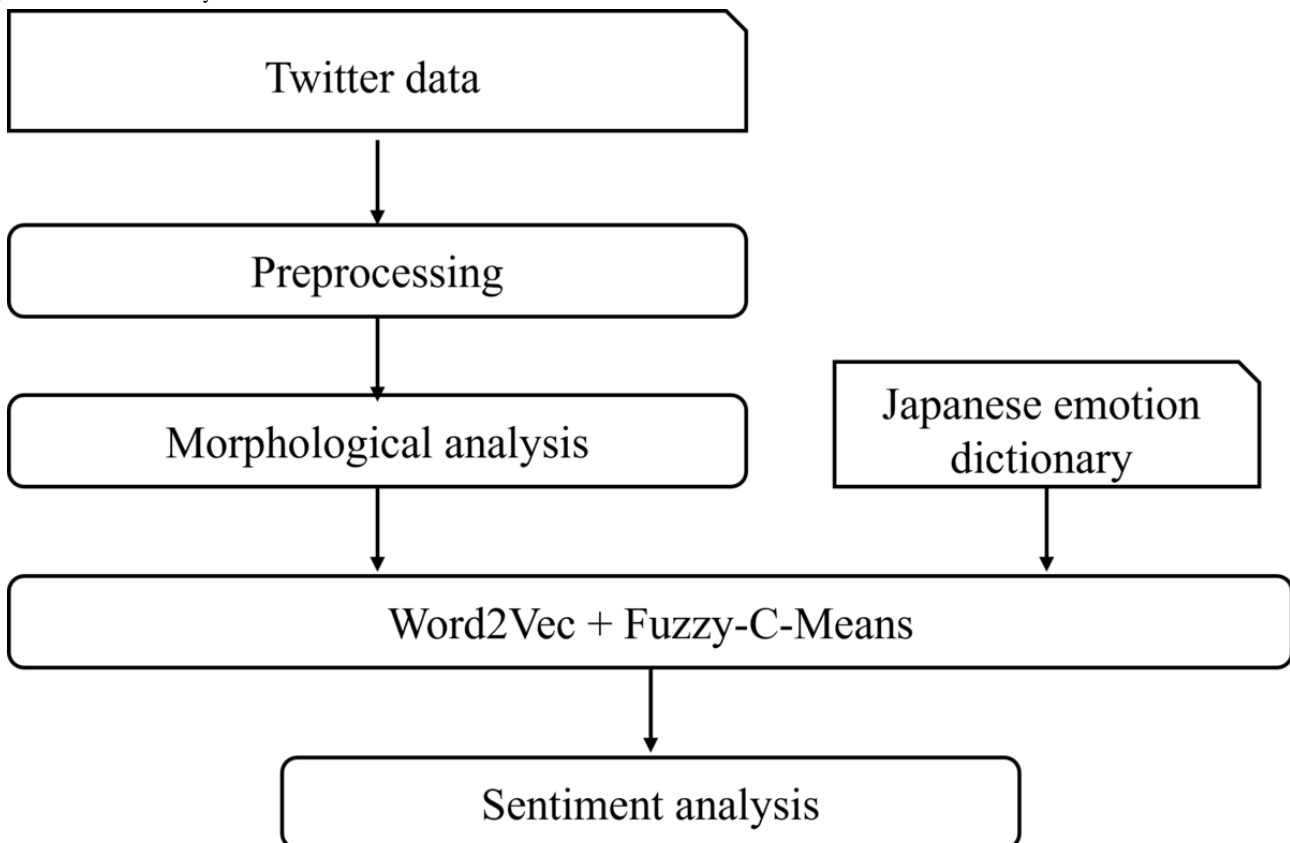 Twitter data
Preprocessing
Morphological analysis
Japanese emotion
dictionary
Word2Vec + Fuzzy-C-Means
Sentiment analysis